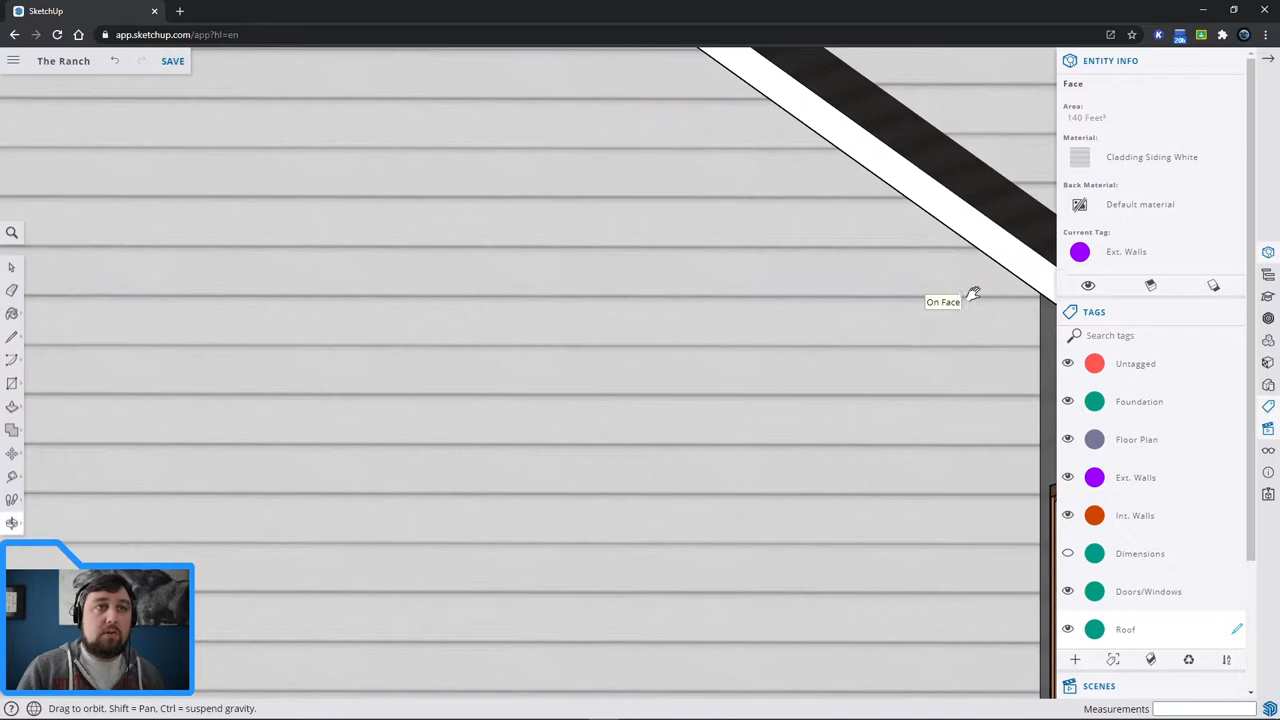 SketchUp
app.sketchup.com/app?hl=en
20h
The Ranch
SAVE
ENTITY INFO
Face
Area:
140 Feet²
Material:
Cladding Siding White
Back Material:
Default material
Current Tag:
Ext. Walls
On Face
TAGS
Search tags
Untagged
Foundation
Floor Plan
Ext. Walls
Int. Walls
Dimensions
Doors/Windows
Roof
SCENES
Drag to orbit. Shift = Pan, Ctrl = suspend gravity.
Measurements